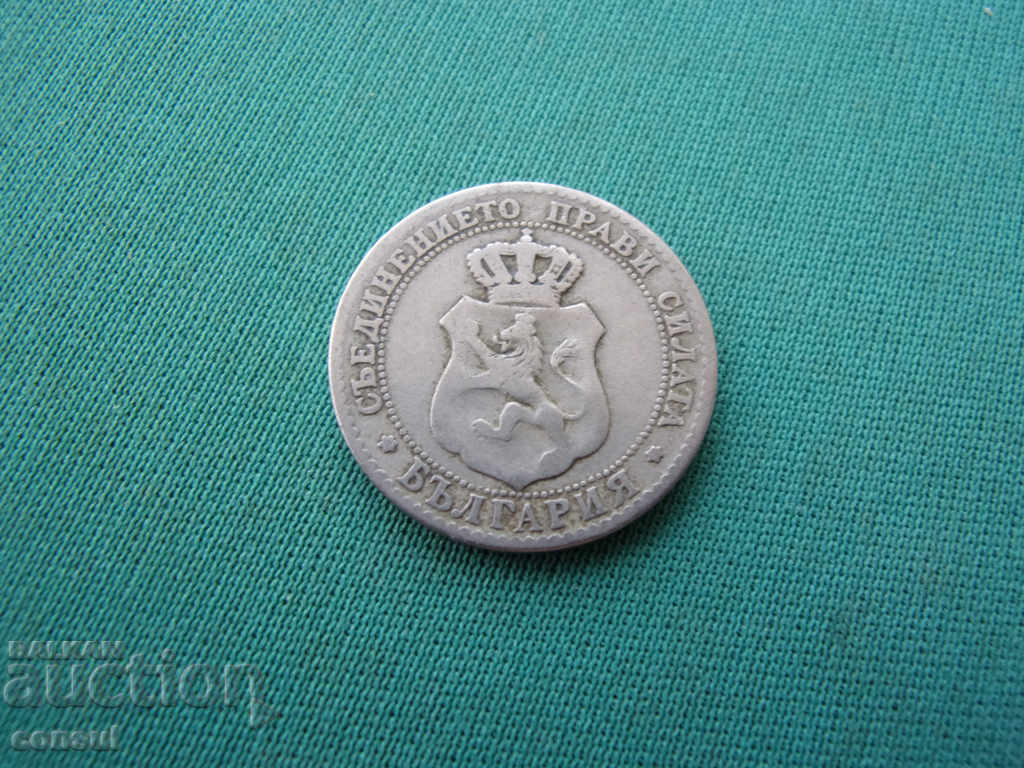 СЪЕДИНЕНИЕТО ПРАВИ СИЛАТА
* БЪЛГАРИЯ *
BALKAN
auction
consul